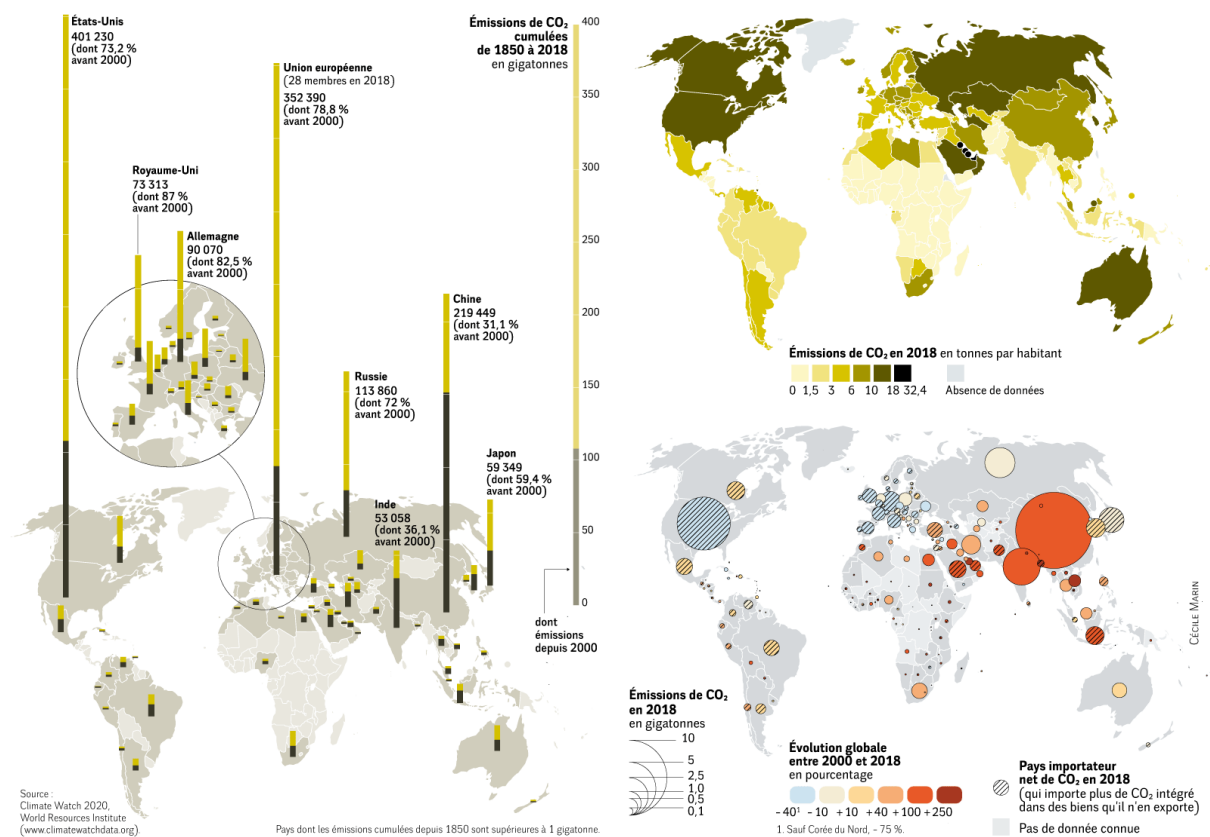 États-Unis
401 230
(dont 73,2 %
avant 2000)
Royaume-Uni
73 313
(dont 87 %
avant 2000)
Allemagne
90 070
(dont 82,5 %
avant 2000)
Union européenne
(28 membres en 2018)
352 390
(dont 78,8 %
avant 2000)
Russie
113 860
(dont 72 %
avant 2000)
Chine
219 449
(dont 31,1 %
avant 2000)
Inde
53 058
(dont 36,1 %
avant 2000)
Japon
59 349
(dont 59,4 %
avant 2000)
Émissions de CO₂
cumulées
de 1850 à 2018
en gigatonnes
400
350
300
250
200
150
100
50
0
dont
émissions
depuis 2000
Source :
Climate Watch 2020,
World Resources Institute
(www.climatewatchdata.org).
Pays dont les émissions cumulées depuis 1850 sont supérieures à 1 gigatonne.
Émissions de CO₂ en 2018 en tonnes par habitant
0 1,5 3 6 10 18 32,4
Absence de données
Émissions de CO₂
en 2018
en gigatonnes
10
5
2,5
1,0
0,5
0,1
Évolution globale
entre 2000 et 2018
en pourcentage
- 40¹ - 10 + 10 + 40 + 100 + 250
1. Sauf Corée du Nord, – 75 %.
Pays importateur
net de CO₂ en 2018
(qui importe plus de CO₂ intégré
dans des biens qu'il n'en exporte)
Pas de donnée connue
CÉCILE MARIN